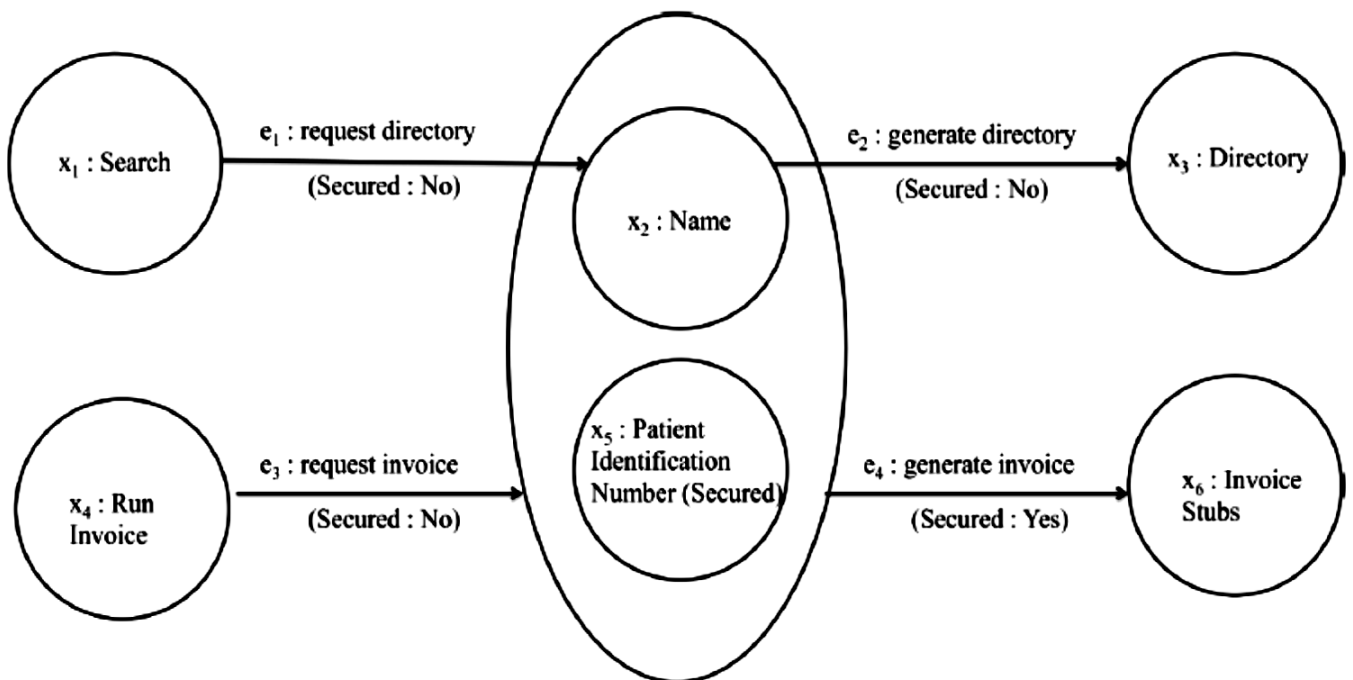 e₁ : request directory
e₂ : generate directory
x₁ : Search
x₃ : Directory
(Secured : No)
(Secured : No)
x₂ : Name
x₅ : Patient
Identification
Number (Secured)
e₃ : request invoice
e₄ : generate invoice
x₄ : Run
Invoice
x₆ : Invoice
Stubs
(Secured : No)
(Secured : Yes)